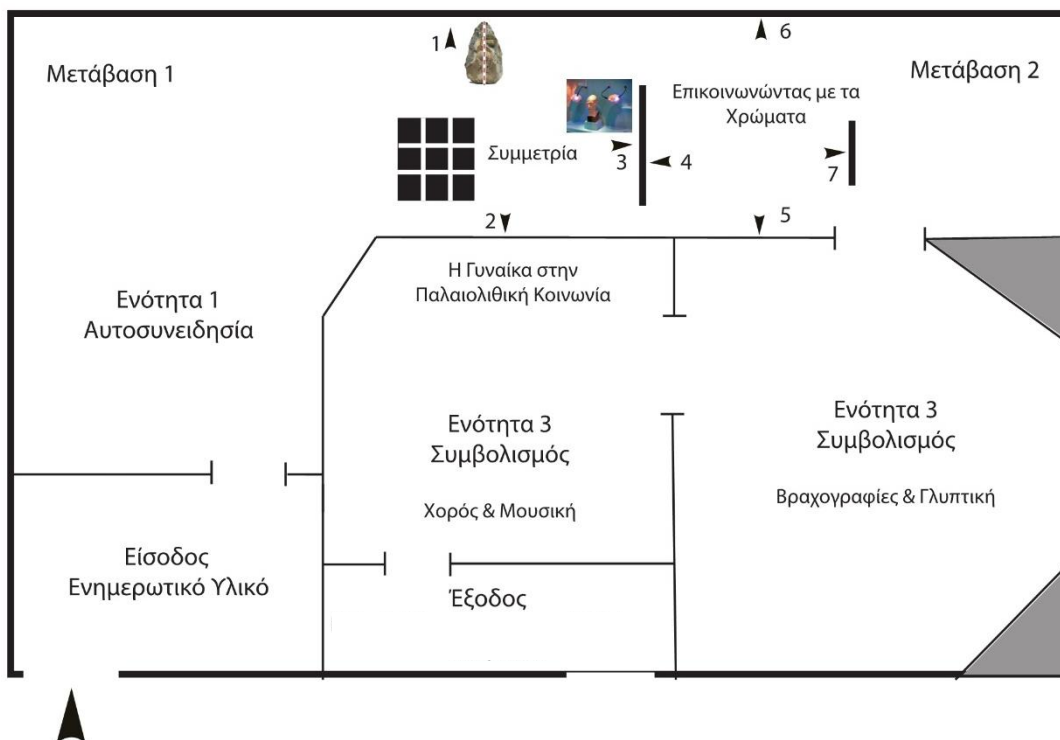 1
6
Μετάβαση 1
Μετάβαση 2
Επικοινωνώντας με τα
Χρώματα
Συμμετρία
3
4
7
2
5
Η Γυναίκα στην
Παλαιολιθική Κοινωνία
Ενότητα 1
Αυτοσυνειδησία
Ενότητα 3
Συμβολισμός
Χορός & Μουσική
Ενότητα 3
Συμβολισμός
Βραχογραφίες & Γλυπτική
Είσοδος
Ενημερωτικό Υλικό
Έξοδος